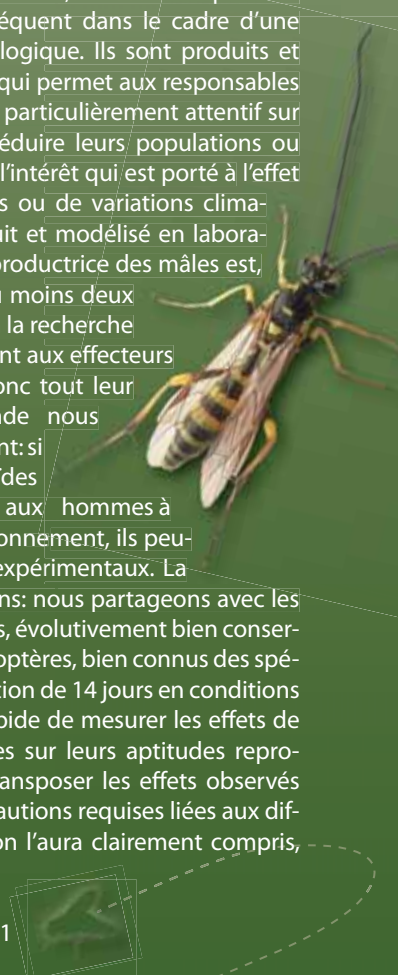 équent dans le cadre d'une
logique. Ils sont produits et
qui permet aux responsables
particulièrement attentif sur
éduire leurs populations ou
l'intérêt qui est porté à l'effet
s ou de variations clima-
uit et modélisé en labora-
productrice des mâles est,
u moins deux
la recherche
nt aux effecteurs
onc tout leur
nde nous
nt: si
ïdes
aux hommes à
onnement, ils peu-
expérimentaux. La
ns: nous partageons avec les
s, évolutivement bien conser-
optères, bien connus des spé-
tion de 14 jours en conditions
pide de mesurer les effets de
es sur leurs aptitudes repro-
ansposer les effets observés
autions requises liées aux dif-
on l'aura clairement compris,
1